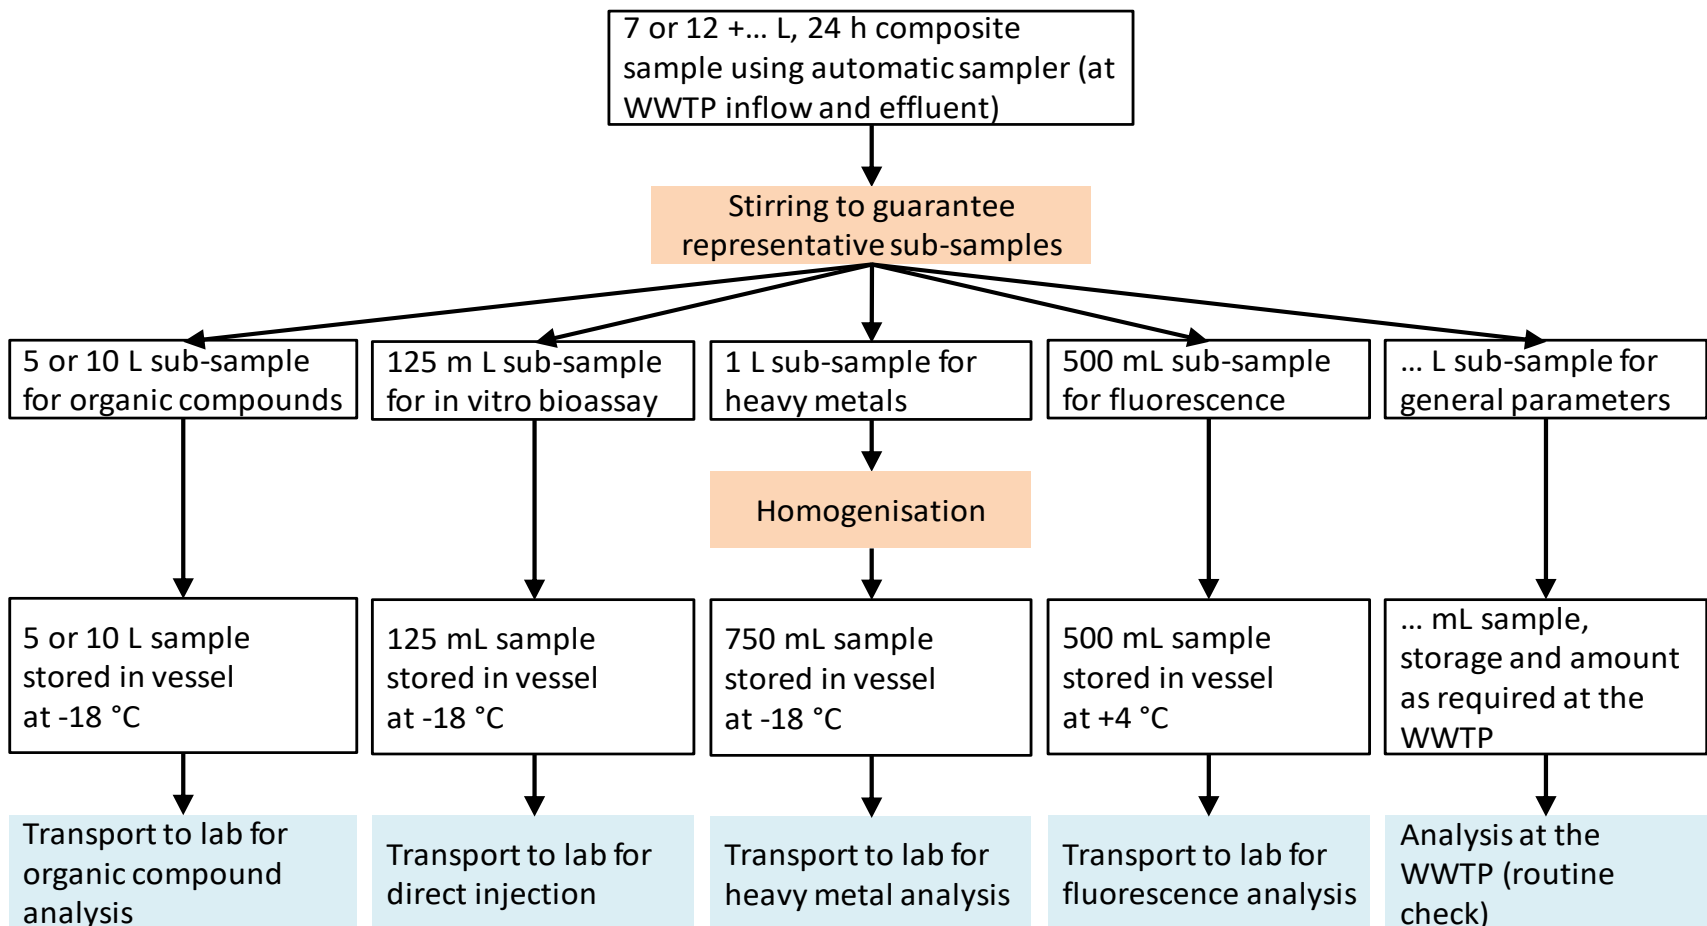 7 or 12 +... L, 24 h composite
sample using automatic sampler (at
WWTP inflow and effluent)
Stirring to guarantee
representative sub-samples
5 or 10 L sub-sample
for organic compounds
125 m L sub-sample
for in vitro bioassay
1 L sub-sample for
heavy metals
500 mL sub-sample
for fluorescence
... L sub-sample for
general parameters
Homogenisation
5 or 10 L sample
stored in vessel
at -18 °C
125 mL sample
stored in vessel
at -18 °C
750 mL sample
stored in vessel
at -18 °C
500 mL sample
stored in vessel
at +4 °C
... mL sample,
storage and amount
as required at the
WWTP
Transport to lab for
organic compound
analysis
Transport to lab for
direct injection
Transport to lab for
heavy metal analysis
Transport to lab for
fluorescence analysis
Analysis at the
WWTP (routine
check)